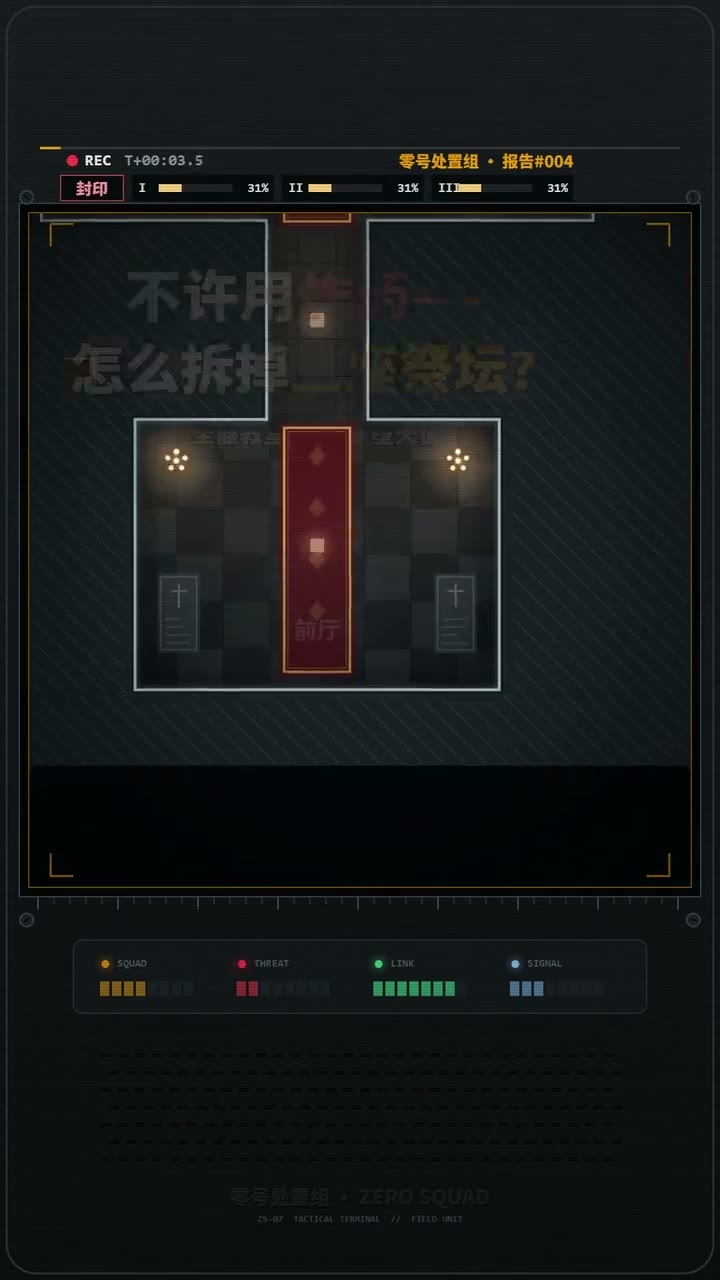 REC T+00:03.5 零号处置组 · 报告#004
封印 I 31% II 31% III 31%
不许用
怎么拆掉 祭坛?
前厅
SQUAD THREAT LINK SIGNAL
零号处置组 · ZERO SQUAD
ZS-07 TACTICAL TERMINAL // FIELD UNIT